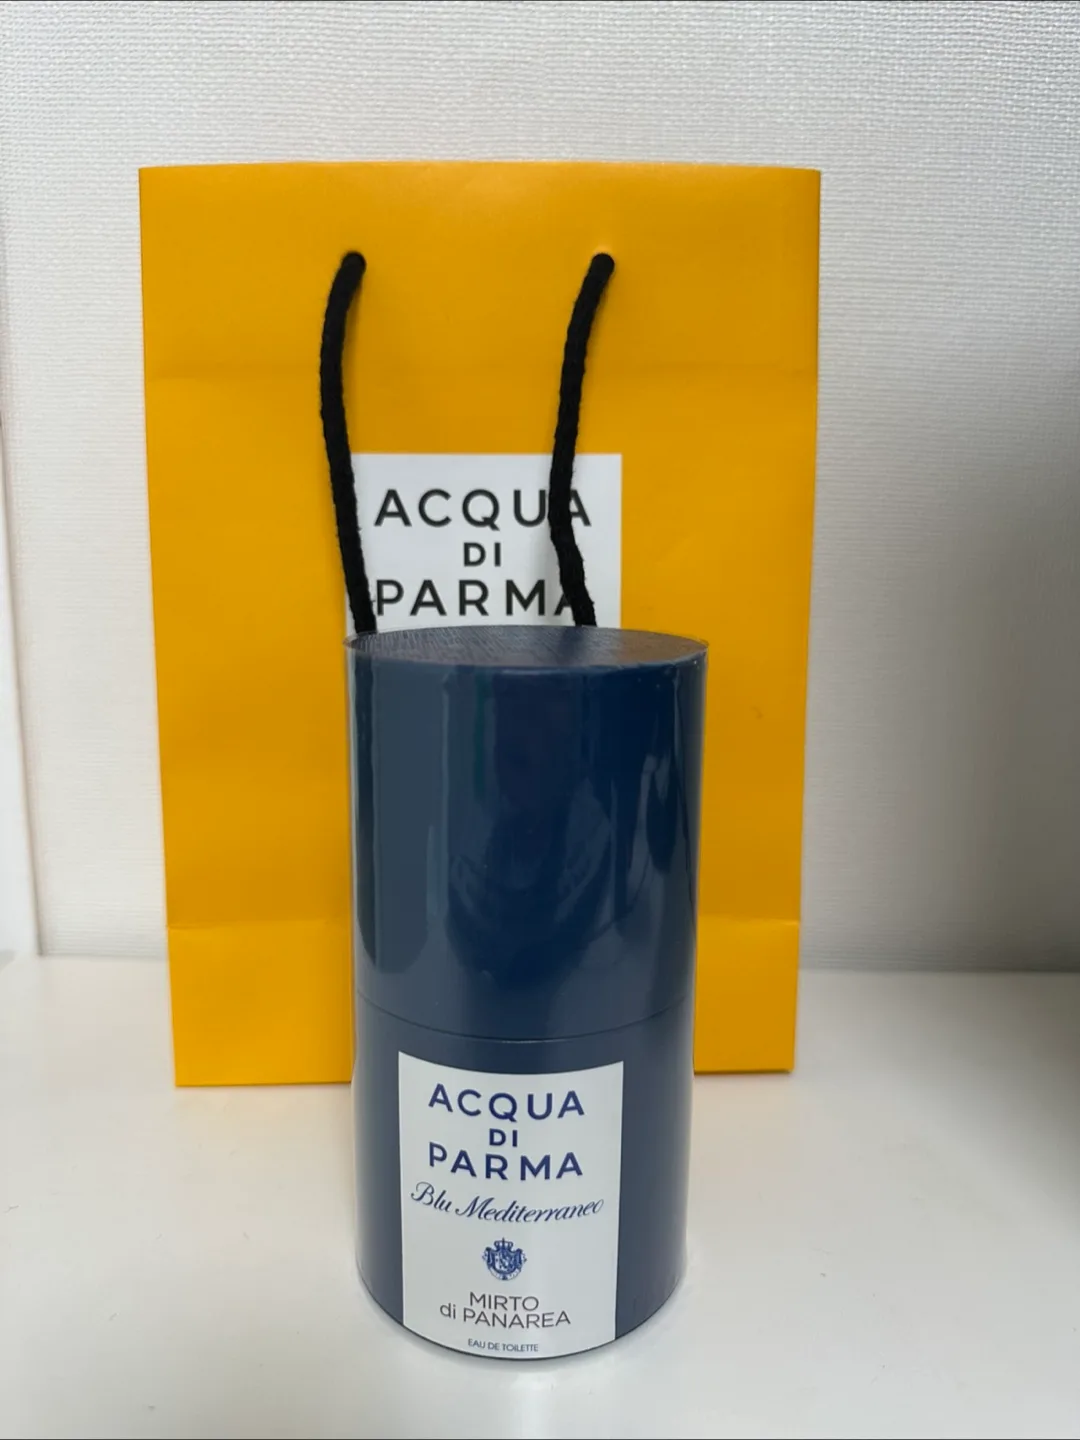 ACQUA
DI
PARMA
ACQUA
DI
PARMA
Blu Mediterraneo
MIRTO
di PANAREA
EAU DE TOILETTE